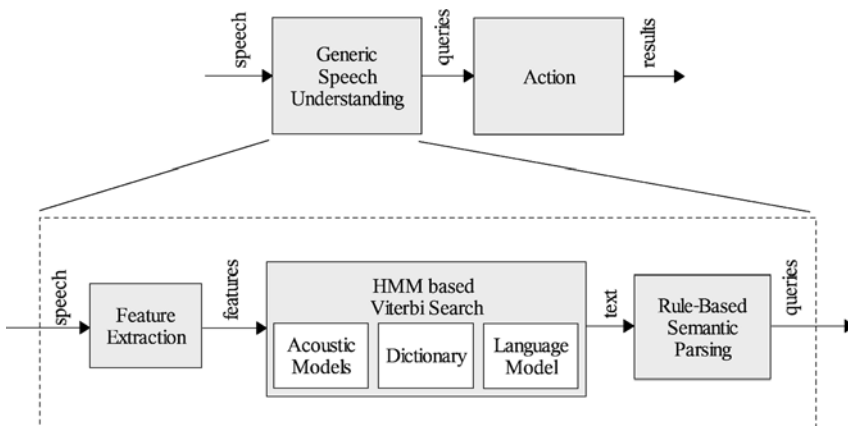 speech
Generic
Speech
Understanding
queries
Action
results
speech
Feature
Extraction
features
HMM based
Viterbi Search
Acoustic
Models
Dictionary
Language
Model
text
Rule-Based
Semantic
Parsing
queries